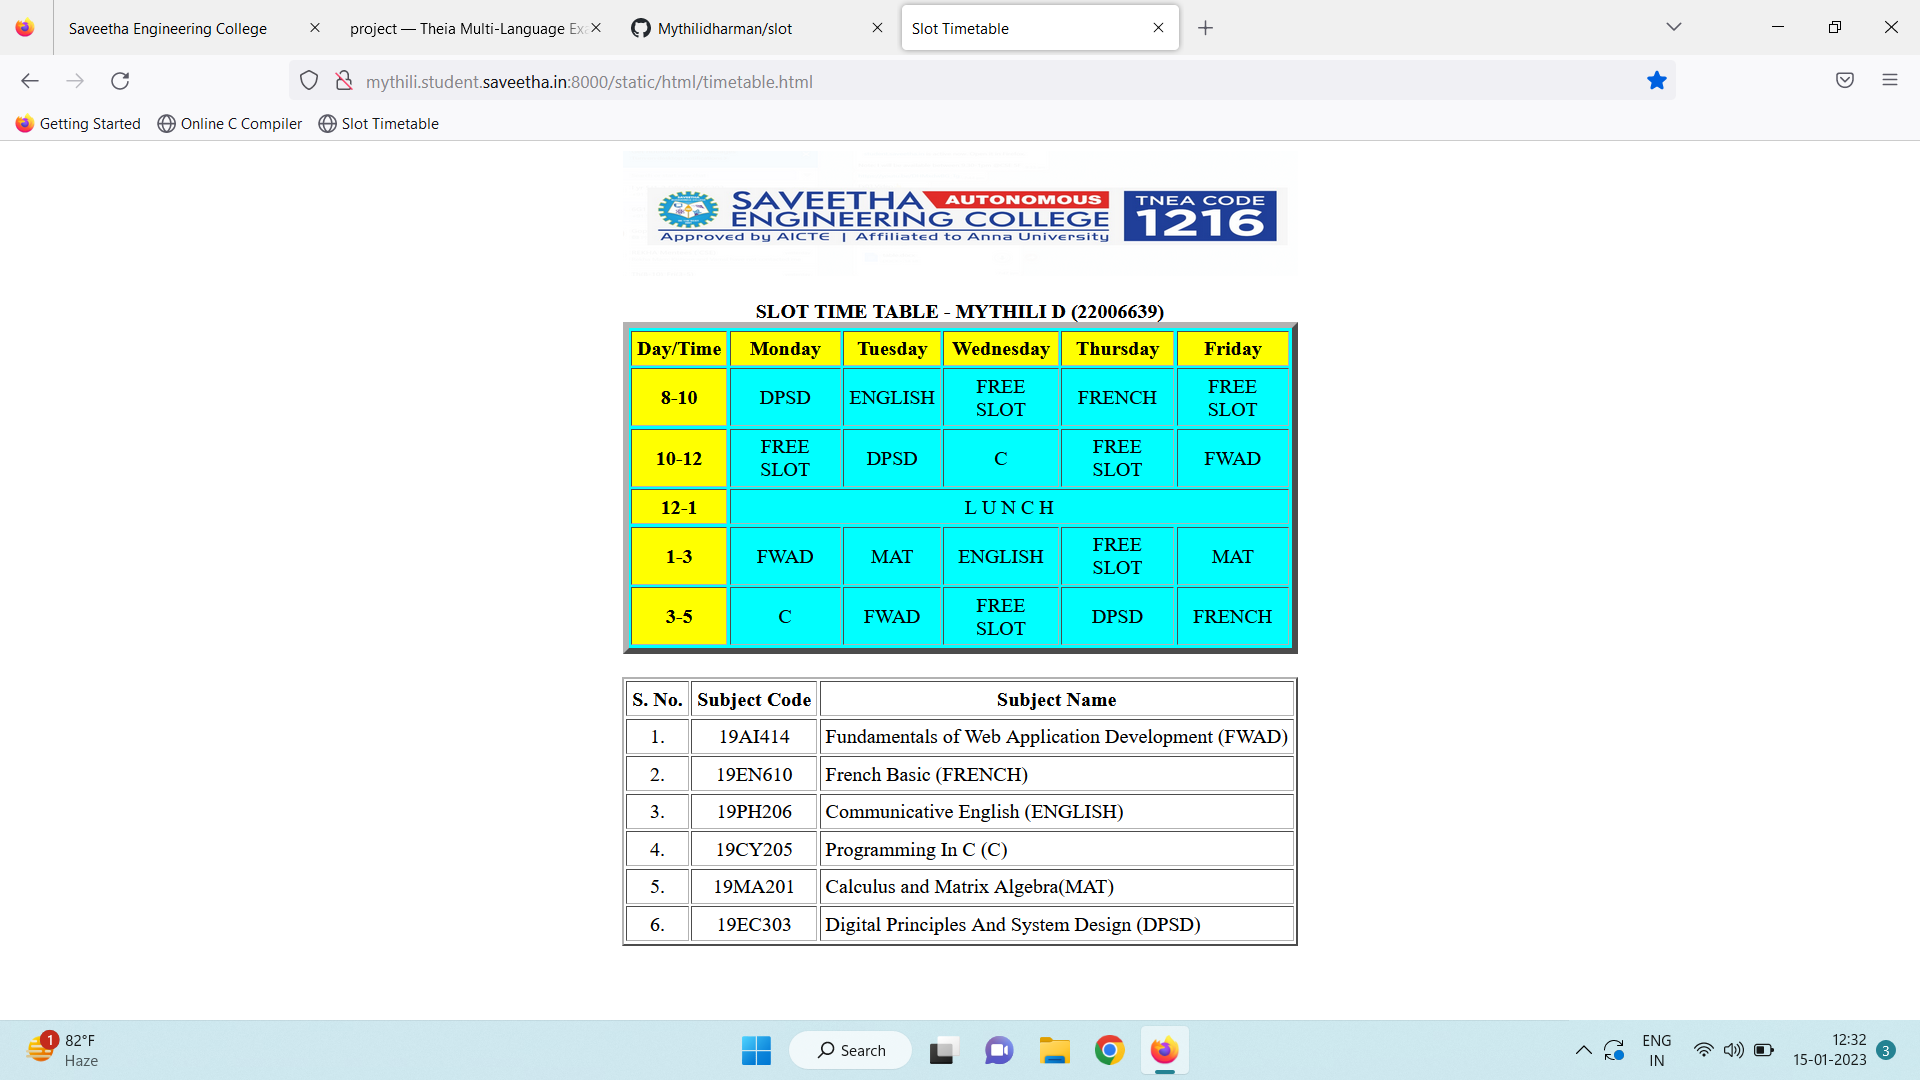 Saveetha Engineering College
project — Theia Multi-Language Ex
Mythilidharman/slot
Slot Timetable
mythili.student.saveetha.in:8000/static/html/timetable.html
Getting Started
Online C Compiler
Slot Timetable
SAVEETHA AUTONOMOUS
ENGINEERING COLLEGE
Approved by AICTE | Affiliated to Anna University
TNEA CODE
1216
SLOT TIME TABLE - MYTHILI D (22006639)
Day/Time Monday Tuesday Wednesday Thursday Friday
8-10 DPSD ENGLISH FREE SLOT FRENCH FREE SLOT
10-12 FREE SLOT DPSD C FREE SLOT FWAD
12-1 L U N C H
1-3 FWAD MAT ENGLISH FREE SLOT MAT
3-5 C FWAD FREE SLOT DPSD FRENCH
S. No. Subject Code Subject Name
1. 19AI414 Fundamentals of Web Application Development (FWAD)
2. 19EN610 French Basic (FRENCH)
3. 19PH206 Communicative English (ENGLISH)
4. 19CY205 Programming In C (C)
5. 19MA201 Calculus and Matrix Algebra(MAT)
6. 19EC303 Digital Principles And System Design (DPSD)
1
82°F
Haze
Search
ENG
IN
12:32
15-01-2023
3